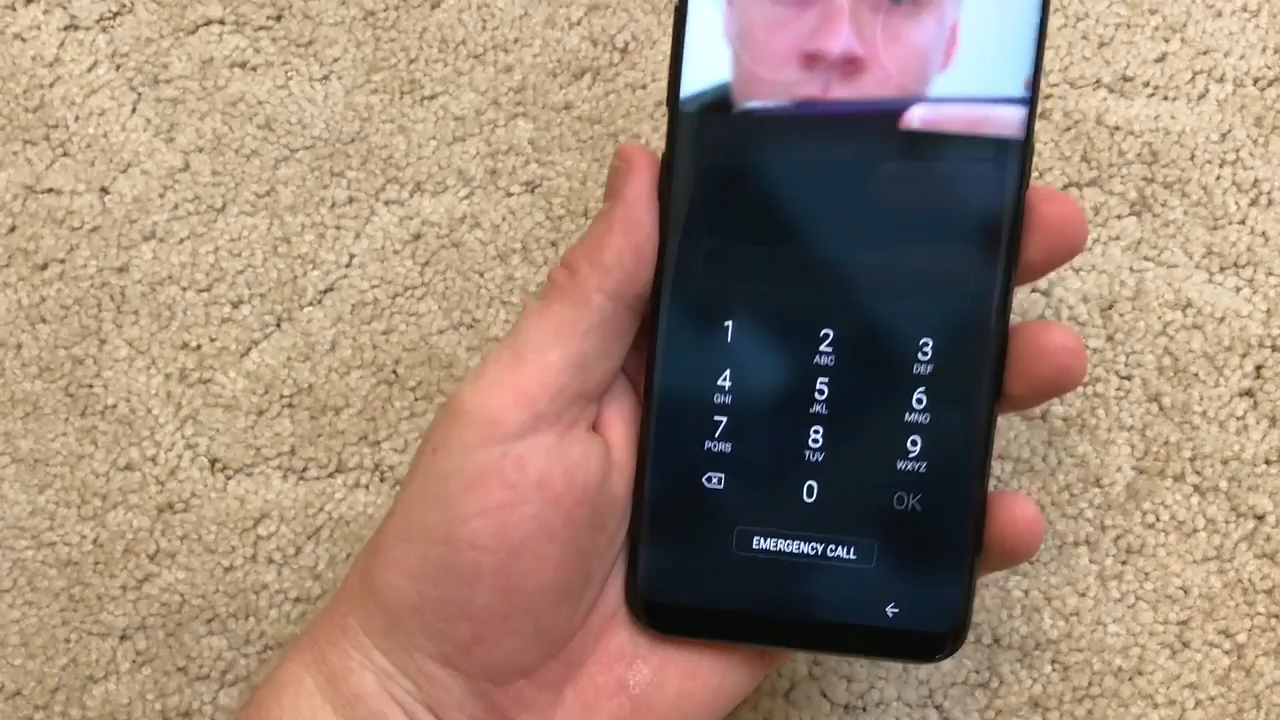 1 2 3
ABC DEF
4 5 6
GHI JKL MNO
7 8 9
PQRS TUV WXYZ
0 OK
EMERGENCY CALL